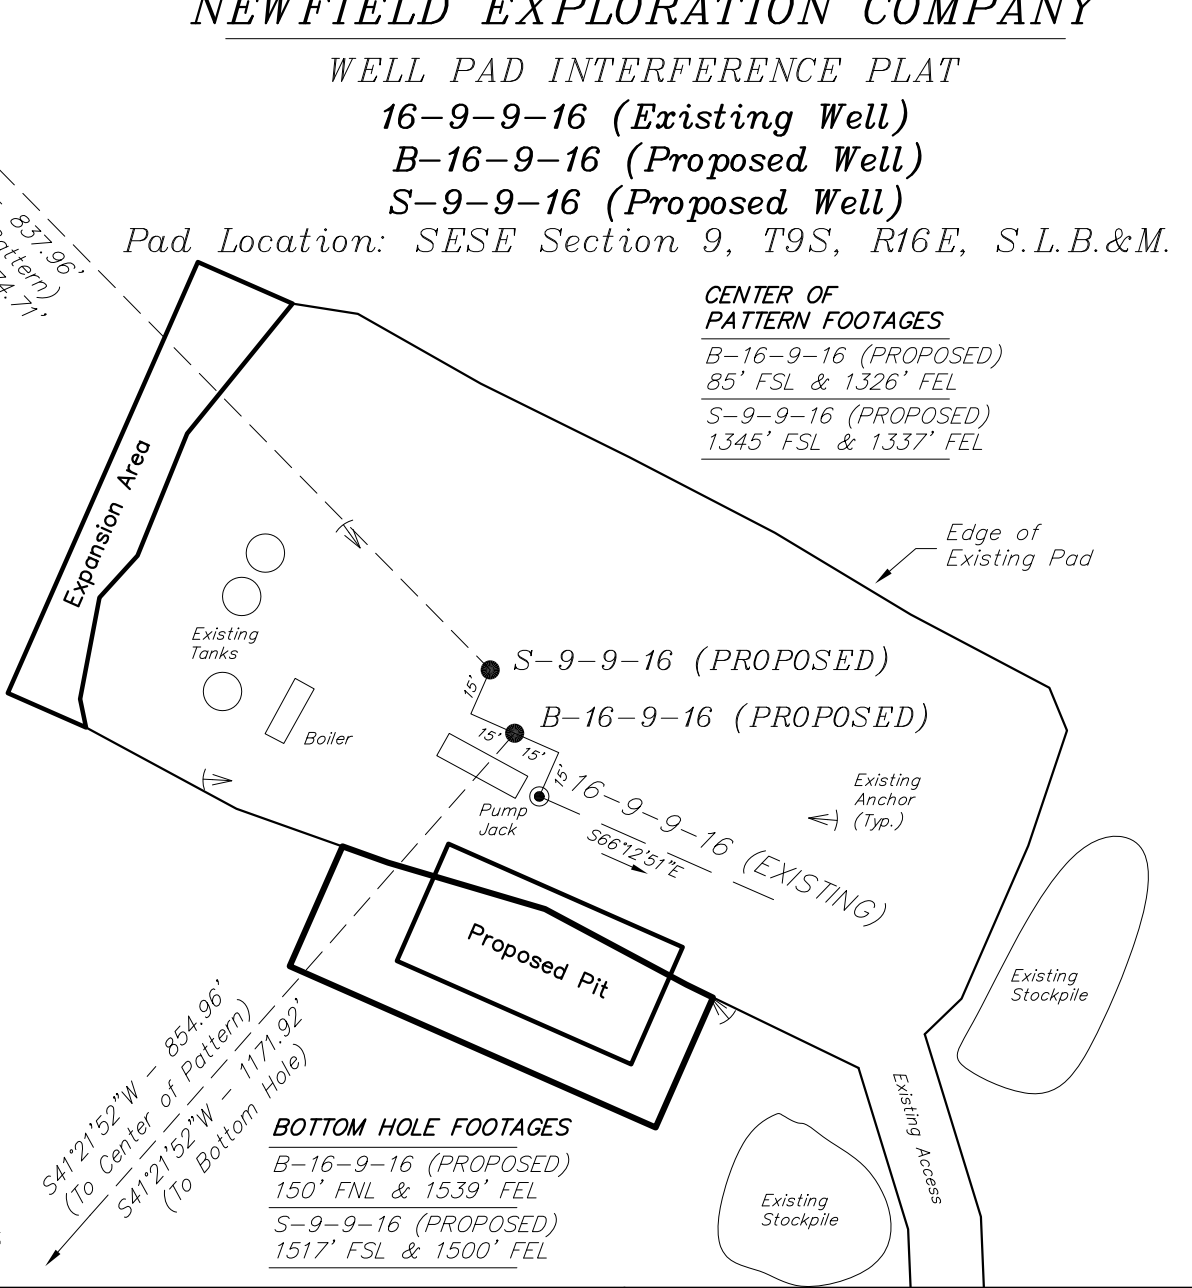 NEWFIELD EXPLORATION COMPANY
WELL PAD INTERFERENCE PLAT
16-9-9-16 (Existing Well)
B-16-9-16 (Proposed Well)
S-9-9-16 (Proposed Well)
Pad Location: SESE Section 9, T9S, R16E, S.L.B.&M.
837.96'
74.71'
CENTER OF
PATTERN FOOTAGES
B-16-9-16 (PROPOSED)
85' FSL & 1326' FEL
S-9-9-16 (PROPOSED)
1345' FSL & 1337' FEL
Expansion Area
Edge of
Existing Pad
Existing
Tanks
Boiler
S-9-9-16 (PROPOSED)
15'
B-16-9-16 (PROPOSED)
15'
15'
15'
16-9-9-16 (EXISTING)
Pump
Jack
S66°12'51"E
Existing
Anchor
(Typ.)
Proposed Pit
Existing
Stockpile
S41°21'52"W - 854.96'
(To Center of Pattern)
S41°21'52"W - 1171.92'
(To Bottom Hole)
Existing Access
BOTTOM HOLE FOOTAGES
B-16-9-16 (PROPOSED)
150' FNL & 1539' FEL
S-9-9-16 (PROPOSED)
1517' FSL & 1500' FEL
Existing
Stockpile